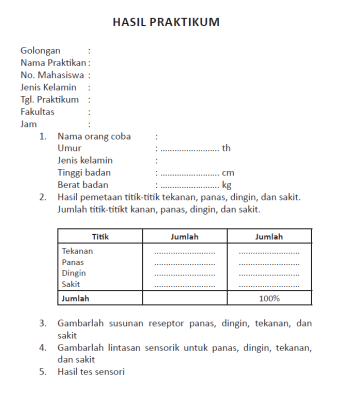 HASIL PRAKTIKUM
Golongan :
Nama Praktikan :
No. Mahasiswa :
Jenis Kelamin :
Tgl. Praktikum :
Fakultas :
Jam :
1. Nama orang coba :
Umur : .......................... th
Jenis kelamin :
Tinggi badan : .......................... cm
Berat badan : .......................... kg
2. Hasil pemetaan titik-titik tekanan, panas, dingin, dan sakit.
Jumlah titik-titikt kanan, panas, dingin, dan sakit.
Titik Jumlah Jumlah
Tekanan .......................... ..........................
Panas .......................... ..........................
Dingin .......................... ..........................
Sakit .......................... ..........................
Jumlah 100%
3. Gambarlah susunan reseptor panas, dingin, tekanan, dan
sakit
4. Gambarlah lintasan sensorik untuk panas, dingin, tekanan,
dan sakit
5. Hasil tes sensori